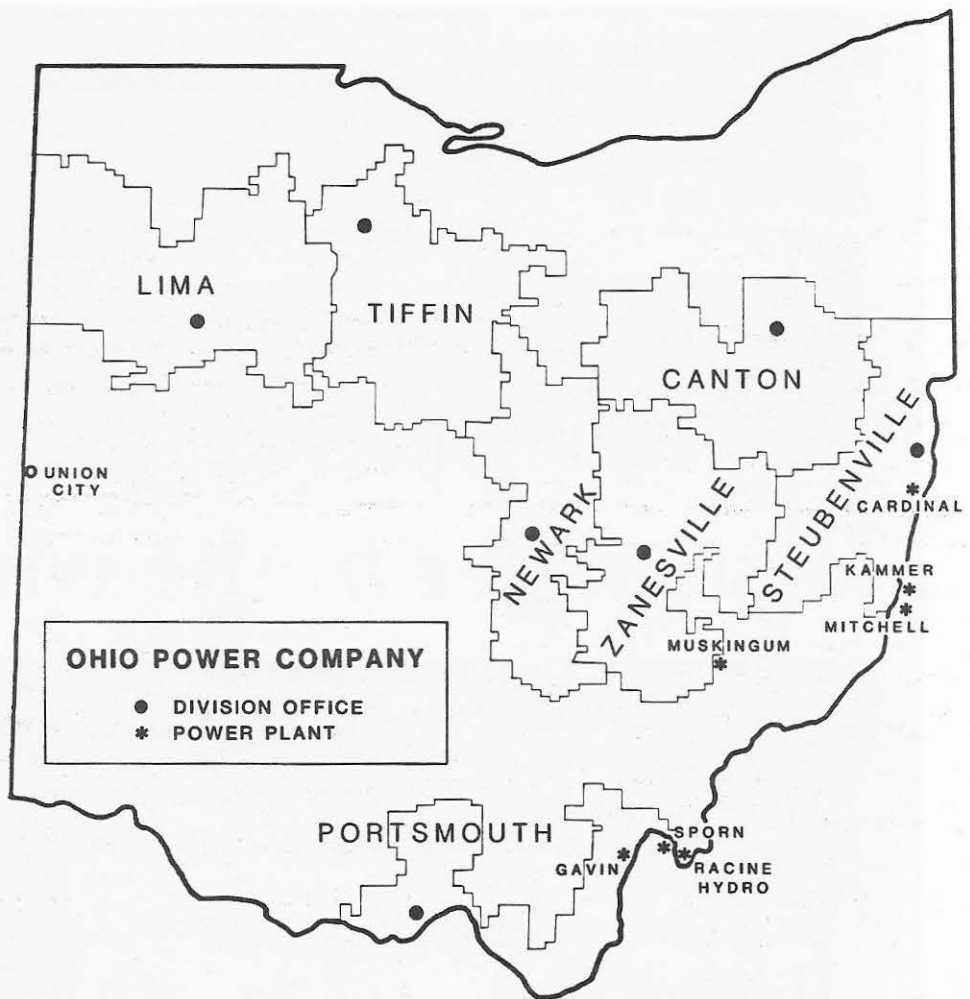 LIMA
TIFFIN
CANTON
STEUBENVILLE
UNION
CITY
CARDINAL
NEWARK
ZANESVILLE
KAMMER
MITCHELL
MUSKINGUM
OHIO POWER COMPANY
● DIVISION OFFICE
* POWER PLANT
PORTSMOUTH
SPORN
GAVIN
RACINE
HYDRO